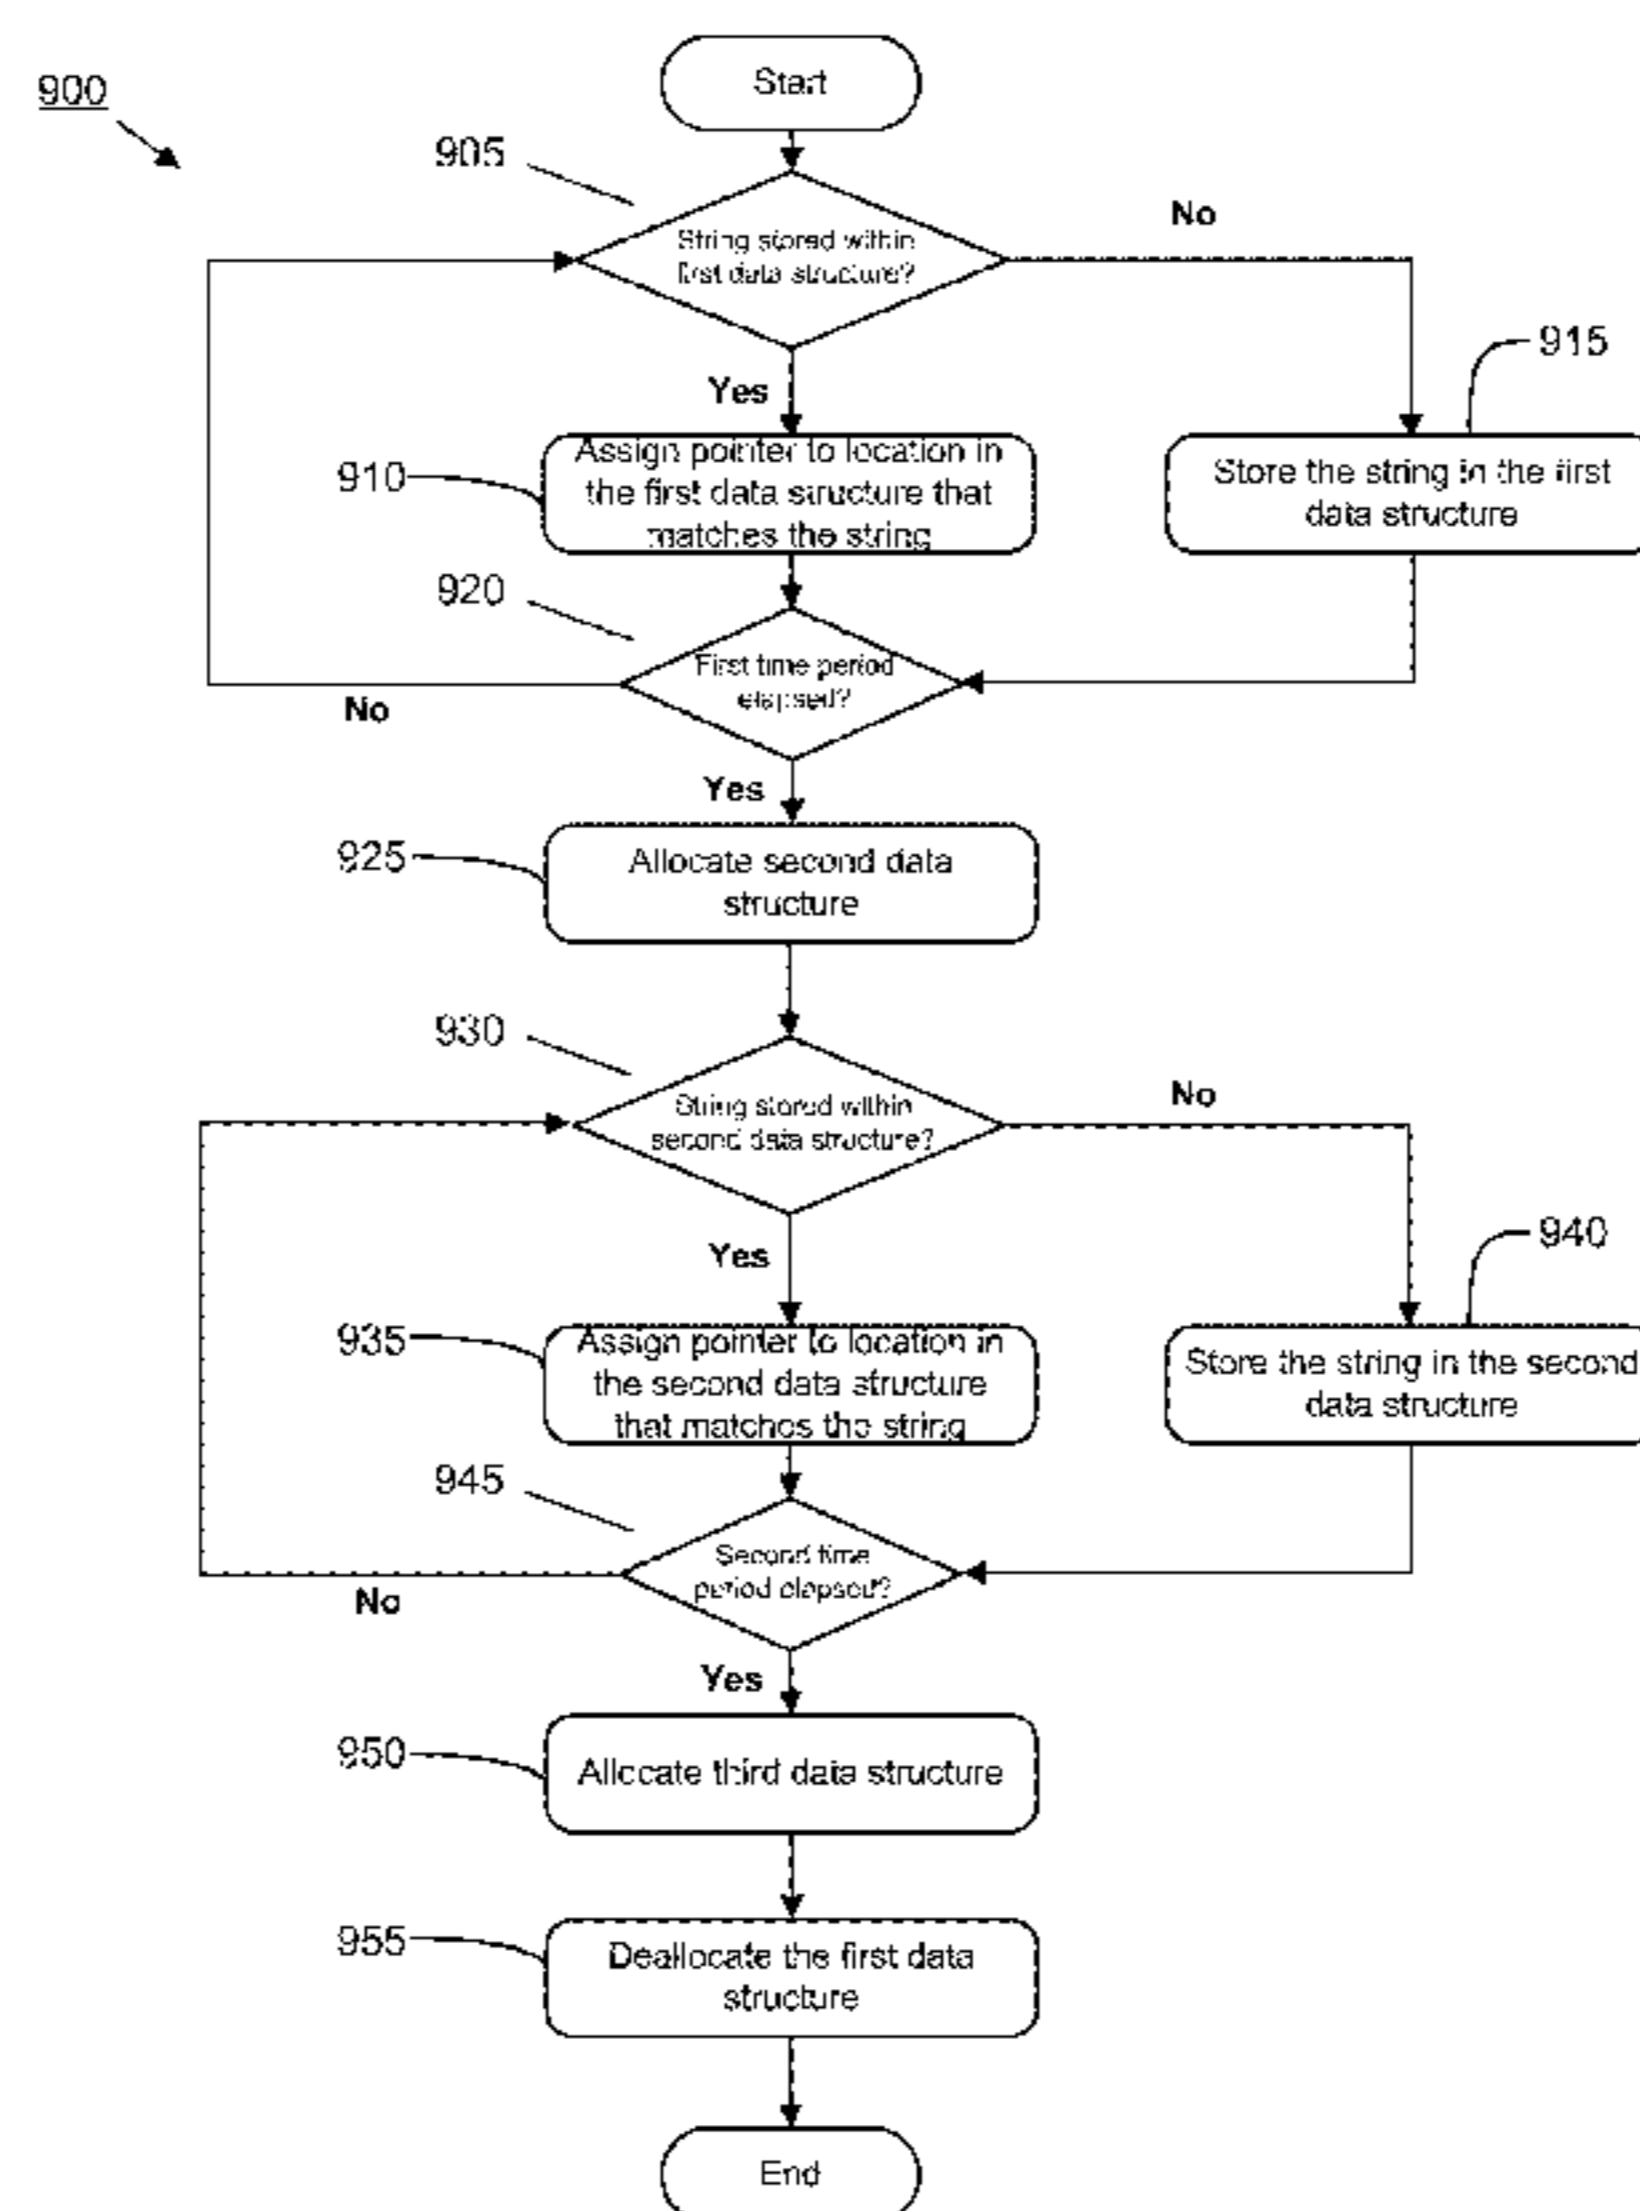 900
Start
905
String stored within
first data structure?
No
Yes
915
910
Assign pointer to location in
the first data structure that
matches the string
Store the string in the first
data structure
920
First time period
elapsed?
No
Yes
925
Allocate second data
structure
930
String stored within
second data structure?
No
Yes
940
935
Assign pointer to location in
the second data structure
that matches the string
Store the string in the second
data structure
945
Second time
period elapsed?
No
Yes
950
Allocate third data structure
955
Deallocate the first data
structure
End